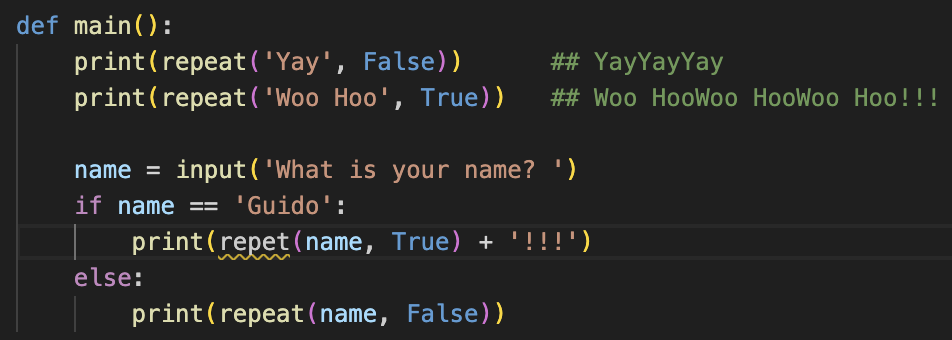 def main():
    print(repeat('Yay', False))      ## YayYayYay
    print(repeat('Woo Hoo', True))   ## Woo HooWoo HooWoo Hoo!!!

    name = input('What is your name? ')
    if name == 'Guido':
        print(repet(name, True) + '!!!')
    else:
        print(repeat(name, False))